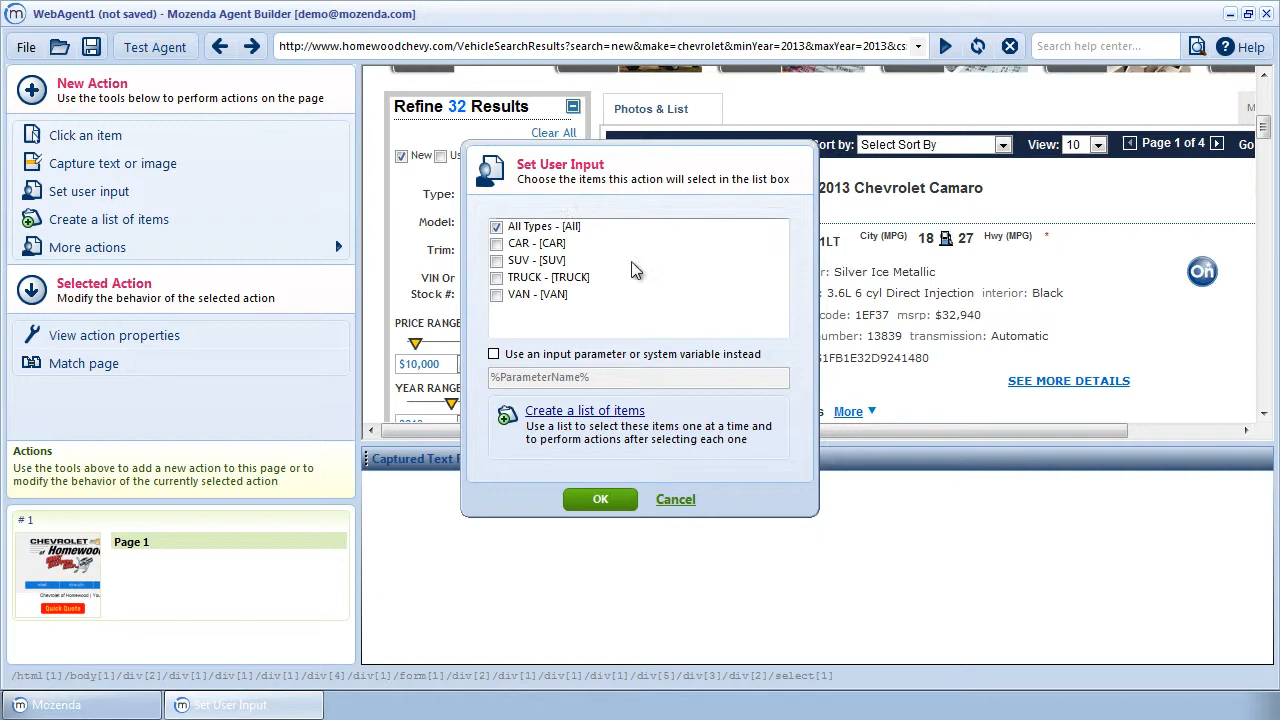 WebAgent1 (not saved) - Mozenda Agent Builder [demo@mozenda.com]
File
Test Agent
http://www.homewoodchevy.com/VehicleSearchResults?search=new&make=chevrolet&minYear=2013&maxYear=2013&cs
Search help center...
Help
New Action
Use the tools below to perform actions on the page
Click an item
Capture text or image
Set user input
Create a list of items
More actions
Selected Action
Modify the behavior of the selected action
View action properties
Match page
Actions
Use the tools above to add a new action to this page or to
modify the behavior of the currently selected action
# 1
Page 1
CHEVROLET
of Homewood
Quick Quote
Refine 32 Results
Clear All
New
Type:
Model:
Trim:
VIN Or
Stock #:
PRICE RANGE
$10,000
YEAR RANGE
Photos & List
Sort by: Select Sort By
View: 10
Page 1 of 4
Go
2013 Chevrolet Camaro
1LT
City (MPG) 18 27 Hwy (MPG) *
r: Silver Ice Metallic
: 3.6L 6 cyl Direct Injection interior: Black
code: 1EF37 msrp: $32,940
number: 13839 transmission: Automatic
G1FB1E32D9241480
On
SEE MORE DETAILS
More
Set User Input
Choose the items this action will select in the list box
All Types - [All]
CAR - [CAR]
SUV - [SUV]
TRUCK - [TRUCK]
VAN - [VAN]
Use an input parameter or system variable instead
%ParameterName%
Create a list of items
Use a list to select these items one at a time and
to perform actions after selecting each one
OK
Cancel
Captured Text
/html[1]/body[1]/div[1]/div[1]/div[1]/div[1]/div[4]/div[1]/form[1]/div[2]/div[1]/div[1]/div[1]/div[5]/div[3]/div[2]/select[1]
Mozenda
Set User Input